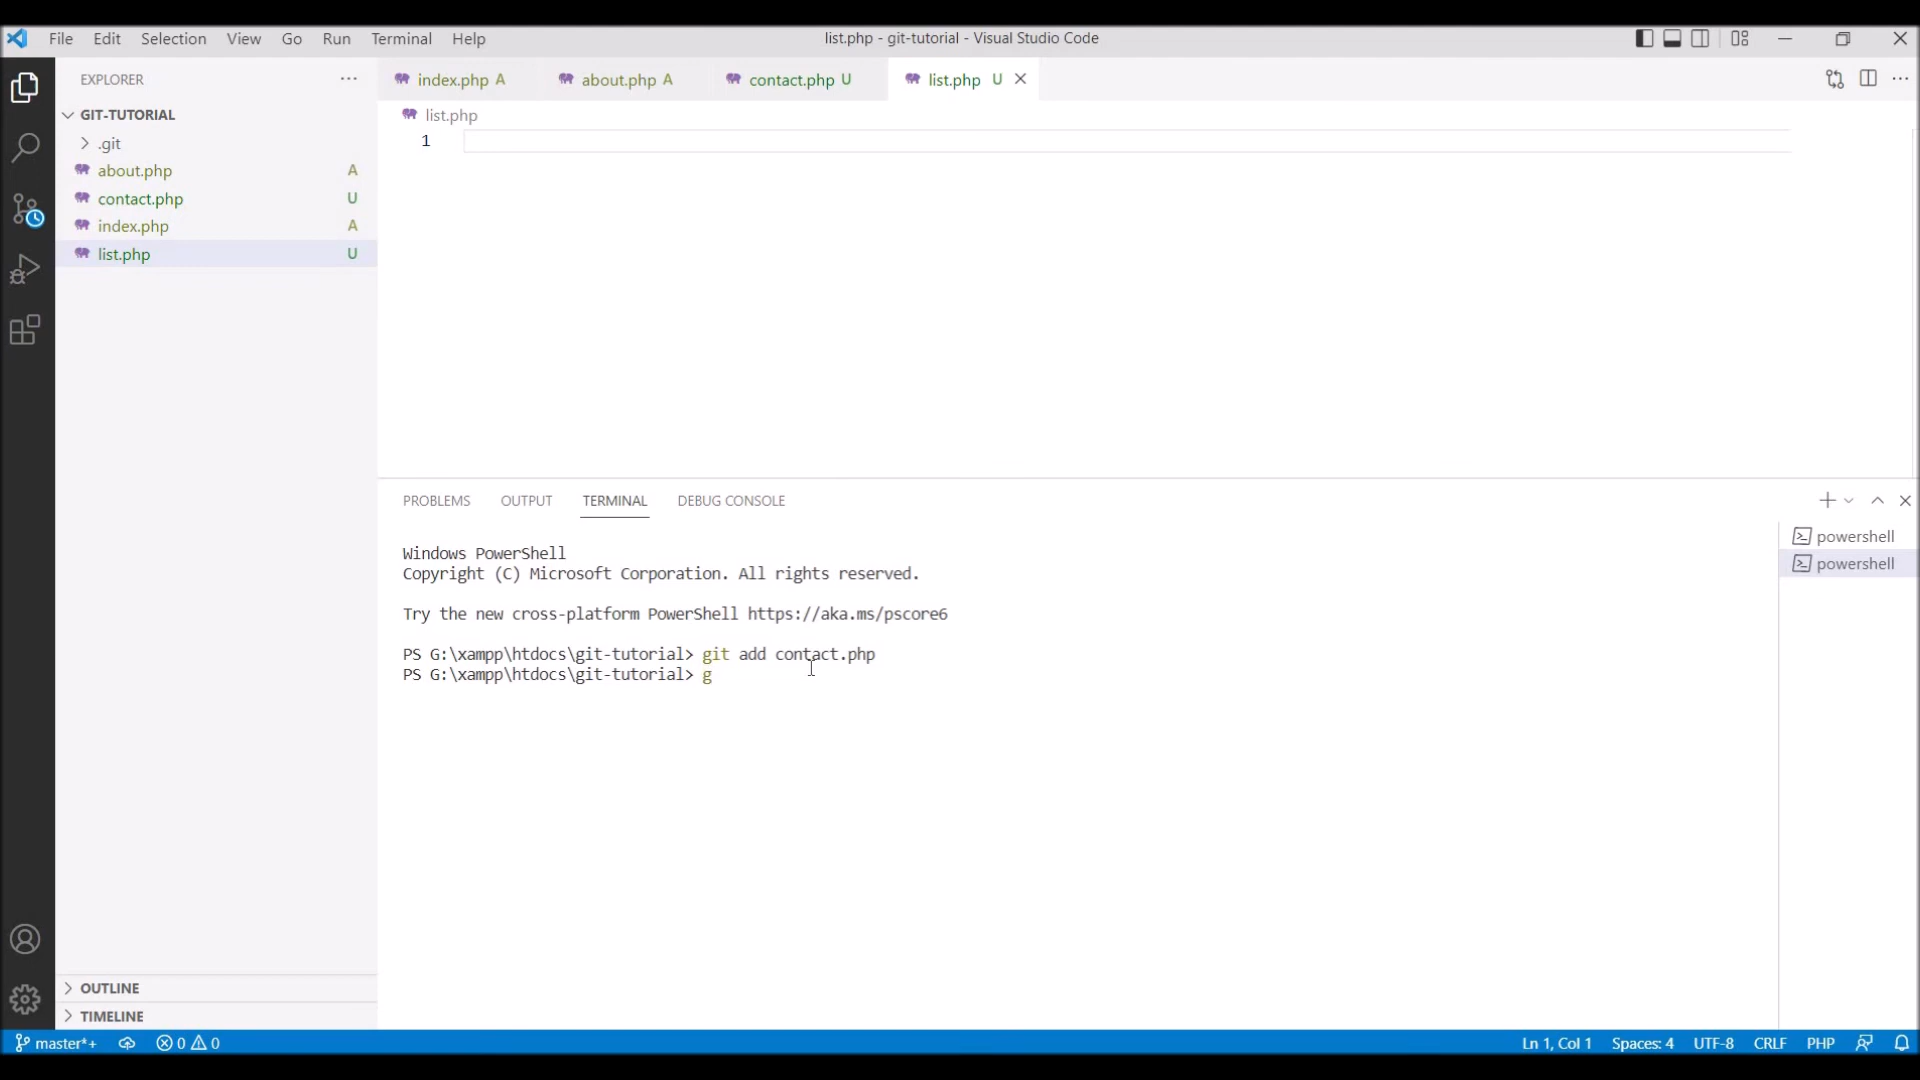 File Edit Selection View Go Run Terminal Help
list.php - git-tutorial - Visual Studio Code
EXPLORER
index.php A
about.php A
contact.php U
list.php U
GIT-TUTORIAL
list.php
.git
1
about.php A
contact.php U
index.php A
list.php U
PROBLEMS OUTPUT TERMINAL DEBUG CONSOLE
powershell
powershell
Windows PowerShell
Copyright (C) Microsoft Corporation. All rights reserved.
Try the new cross-platform PowerShell https://aka.ms/pscore6
PS G:\xampp\htdocs\git-tutorial> git add contact.php
PS G:\xampp\htdocs\git-tutorial> g
OUTLINE
TIMELINE
master*+ 0 0
Ln 1, Col 1 Spaces: 4 UTF-8 CRLF PHP